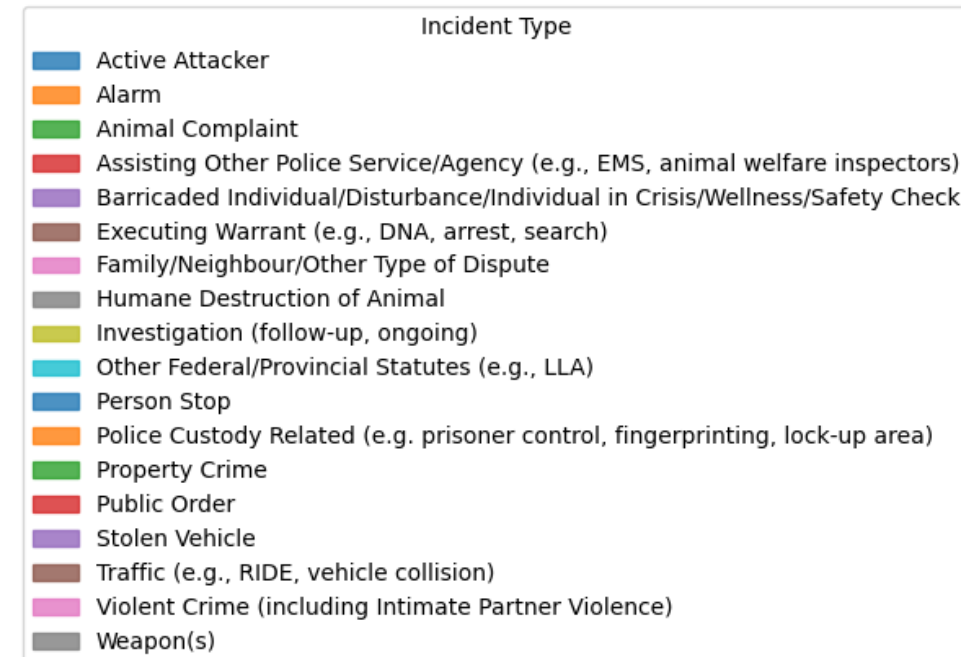 Incident Type
Active Attacker
Alarm
Animal Complaint
Assisting Other Police Service/Agency (e.g., EMS, animal welfare inspectors)
Barricaded Individual/Disturbance/Individual in Crisis/Wellness/Safety Check
Executing Warrant (e.g., DNA, arrest, search)
Family/Neighbour/Other Type of Dispute
Humane Destruction of Animal
Investigation (follow-up, ongoing)
Other Federal/Provincial Statutes (e.g., LLA)
Person Stop
Police Custody Related (e.g. prisoner control, fingerprinting, lock-up area)
Property Crime
Public Order
Stolen Vehicle
Traffic (e.g., RIDE, vehicle collision)
Violent Crime (including Intimate Partner Violence)
Weapon(s)